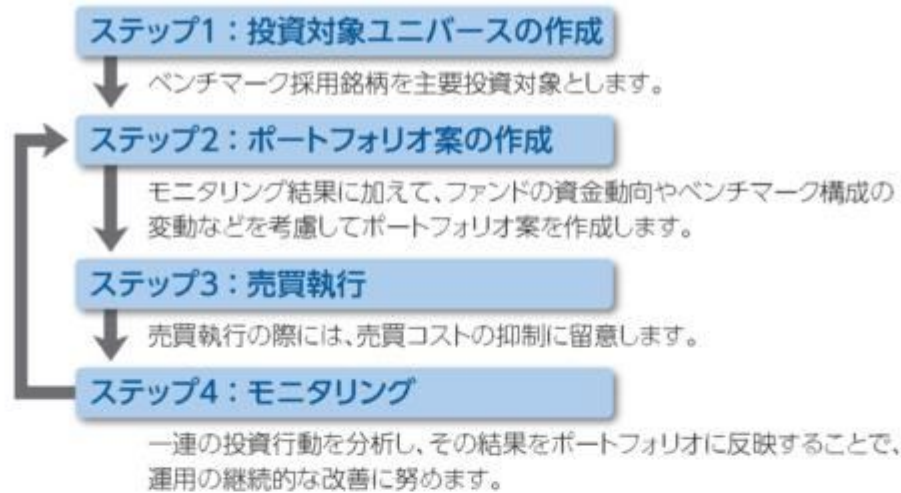 ステップ1：投資対象ユニバースの作成
ベンチマーク採用銘柄を主要投資対象とします。
ステップ2：ポートフォリオ案の作成
モニタリング結果に加えて、ファンドの資金動向やベンチマーク構成の
変動などを考慮してポートフォリオ案を作成します。
ステップ3：売買執行
売買執行の際には、売買コストの抑制に留意します。
ステップ4：モニタリング
一連の投資行動を分析し、その結果をポートフォリオに反映することで、
運用の継続的な改善に努めます。